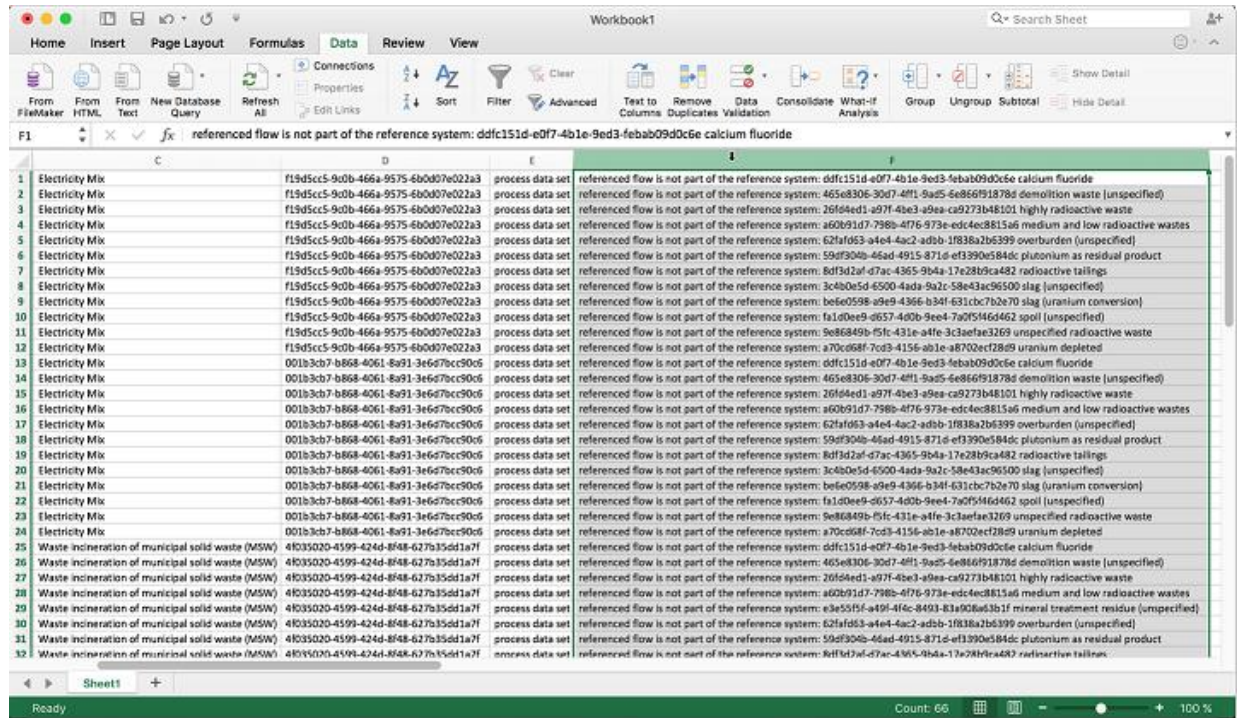 Workbook1
Search Sheet
Home Insert Page Layout Formulas Data Review View
From FileMaker
From HTML
From Text
New Database Query
Refresh All
Connections
Properties
Edit Links
Sort
Filter
Clear
Advanced
Text to Columns
Remove Duplicates
Data Validation
Consolidate
What-If Analysis
Group
Ungroup
Subtotal
Show Detail
Hide Detail
F1 fx referenced flow is not part of the reference system: ddfc151d-e0f7-4b1e-9ed3-febab09d0c6e calcium fluoride
C D E F
1 Electricity Mix f19d5cc5-9c0b-466a-9575-6b0d07e022a3 process data set referenced flow is not part of the reference system: ddfc151d-e0f7-4b1e-9ed3-febab09d0c6e calcium fluoride
2 Electricity Mix f19d5cc5-9c0b-466a-9575-6b0d07e022a3 process data set referenced flow is not part of the reference system: 465e8306-30d7-4ff1-9ad5-6e866f91878d demolition waste (unspecified)
3 Electricity Mix f19d5cc5-9c0b-466a-9575-6b0d07e022a3 process data set referenced flow is not part of the reference system: 26fd4ed1-a97f-4be3-a9ea-ca9273b48101 highly radioactive waste
4 Electricity Mix f19d5cc5-9c0b-466a-9575-6b0d07e022a3 process data set referenced flow is not part of the reference system: a60b91d7-798b-4f76-973e-edc4ec8815a6 medium and low radioactive wastes
5 Electricity Mix f19d5cc5-9c0b-466a-9575-6b0d07e022a3 process data set referenced flow is not part of the reference system: 62fafd63-a4e4-4ac2-adbb-1f838a2b6399 overburden (unspecified)
6 Electricity Mix f19d5cc5-9c0b-466a-9575-6b0d07e022a3 process data set referenced flow is not part of the reference system: 59df304b-46ad-4915-871d-ef3390e584dc plutonium as residual product
7 Electricity Mix f19d5cc5-9c0b-466a-9575-6b0d07e022a3 process data set referenced flow is not part of the reference system: 8df3d2af-d7ac-4365-9b4a-17e28b9ca482 radioactive tailings
8 Electricity Mix f19d5cc5-9c0b-466a-9575-6b0d07e022a3 process data set referenced flow is not part of the reference system: 3c4b0e5d-6500-4ada-9a2c-58e43ac96500 slag (unspecified)
9 Electricity Mix f19d5cc5-9c0b-466a-9575-6b0d07e022a3 process data set referenced flow is not part of the reference system: be6e0598-a9e9-4366-b34f-631cbc7b2e70 slag (uranium conversion)
10 Electricity Mix f19d5cc5-9c0b-466a-9575-6b0d07e022a3 process data set referenced flow is not part of the reference system: fa1d0ee9-d657-4d0b-9ee4-7a0f5f46d462 spoil (unspecified)
11 Electricity Mix f19d5cc5-9c0b-466a-9575-6b0d07e022a3 process data set referenced flow is not part of the reference system: 9e86849b-f5fc-431e-a4fe-3c3aefae3269 unspecified radioactive waste
12 Electricity Mix f19d5cc5-9c0b-466a-9575-6b0d07e022a3 process data set referenced flow is not part of the reference system: a70cd68f-7cd3-4156-ab1e-a8702ecf28d9 uranium depleted
13 Electricity Mix 001b3cb7-b868-4061-8a91-3e6d7bcc90c6 process data set referenced flow is not part of the reference system: ddfc151d-e0f7-4b1e-9ed3-febab09d0c6e calcium fluoride
14 Electricity Mix 001b3cb7-b868-4061-8a91-3e6d7bcc90c6 process data set referenced flow is not part of the reference system: 465e8306-30d7-4ff1-9ad5-6e866f91878d demolition waste (unspecified)
15 Electricity Mix 001b3cb7-b868-4061-8a91-3e6d7bcc90c6 process data set referenced flow is not part of the reference system: 26fd4ed1-a97f-4be3-a9ea-ca9273b48101 highly radioactive waste
16 Electricity Mix 001b3cb7-b868-4061-8a91-3e6d7bcc90c6 process data set referenced flow is not part of the reference system: a60b91d7-798b-4f76-973e-edc4ec8815a6 medium and low radioactive wastes
17 Electricity Mix 001b3cb7-b868-4061-8a91-3e6d7bcc90c6 process data set referenced flow is not part of the reference system: 62fafd63-a4e4-4ac2-adbb-1f838a2b6399 overburden (unspecified)
18 Electricity Mix 001b3cb7-b868-4061-8a91-3e6d7bcc90c6 process data set referenced flow is not part of the reference system: 59df304b-46ad-4915-871d-ef3390e584dc plutonium as residual product
19 Electricity Mix 001b3cb7-b868-4061-8a91-3e6d7bcc90c6 process data set referenced flow is not part of the reference system: 8df3d2af-d7ac-4365-9b4a-17e28b9ca482 radioactive tailings
20 Electricity Mix 001b3cb7-b868-4061-8a91-3e6d7bcc90c6 process data set referenced flow is not part of the reference system: 3c4b0e5d-6500-4ada-9a2c-58e43ac96500 slag (unspecified)
21 Electricity Mix 001b3cb7-b868-4061-8a91-3e6d7bcc90c6 process data set referenced flow is not part of the reference system: be6e0598-a9e9-4366-b34f-631cbc7b2e70 slag (uranium conversion)
22 Electricity Mix 001b3cb7-b868-4061-8a91-3e6d7bcc90c6 process data set referenced flow is not part of the reference system: fa1d0ee9-d657-4d0b-9ee4-7a0f5f46d462 spoil (unspecified)
23 Electricity Mix 001b3cb7-b868-4061-8a91-3e6d7bcc90c6 process data set referenced flow is not part of the reference system: 9e86849b-f5fc-431e-a4fe-3c3aefae3269 unspecified radioactive waste
24 Electricity Mix 001b3cb7-b868-4061-8a91-3e6d7bcc90c6 process data set referenced flow is not part of the reference system: a70cd68f-7cd3-4156-ab1e-a8702ecf28d9 uranium depleted
25 Waste incineration of municipal solid waste (MSW) 4f035020-4599-424d-8f48-627b35dd1a7f process data set referenced flow is not part of the reference system: ddfc151d-e0f7-4b1e-9ed3-febab09d0c6e calcium fluoride
26 Waste incineration of municipal solid waste (MSW) 4f035020-4599-424d-8f48-627b35dd1a7f process data set referenced flow is not part of the reference system: 465e8306-30d7-4ff1-9ad5-6e866f91878d demolition waste (unspecified)
27 Waste incineration of municipal solid waste (MSW) 4f035020-4599-424d-8f48-627b35dd1a7f process data set referenced flow is not part of the reference system: 26fd4ed1-a97f-4be3-a9ea-ca9273b48101 highly radioactive waste
28 Waste incineration of municipal solid waste (MSW) 4f035020-4599-424d-8f48-627b35dd1a7f process data set referenced flow is not part of the reference system: a60b91d7-798b-4f76-973e-edc4ec8815a6 medium and low radioactive wastes
29 Waste incineration of municipal solid waste (MSW) 4f035020-4599-424d-8f48-627b35dd1a7f process data set referenced flow is not part of the reference system: e3e55f5f-a49f-4f4c-8493-83a908a63b1f mineral treatment residue (unspecified)
30 Waste incineration of municipal solid waste (MSW) 4f035020-4599-424d-8f48-627b35dd1a7f process data set referenced flow is not part of the reference system: 62fafd63-a4e4-4ac2-adbb-1f838a2b6399 overburden (unspecified)
31 Waste incineration of municipal solid waste (MSW) 4f035020-4599-424d-8f48-627b35dd1a7f process data set referenced flow is not part of the reference system: 59df304b-46ad-4915-871d-ef3390e584dc plutonium as residual product
32 Waste incineration of municipal solid waste (MSW) 4f035020-4599-424d-8f48-627b35dd1a7f process data set referenced flow is not part of the reference system: 8df3d2af-d7ac-4365-9b4a-17e28b9ca482 radioactive tailings
Sheet1 +
Ready Count: 66 100 %